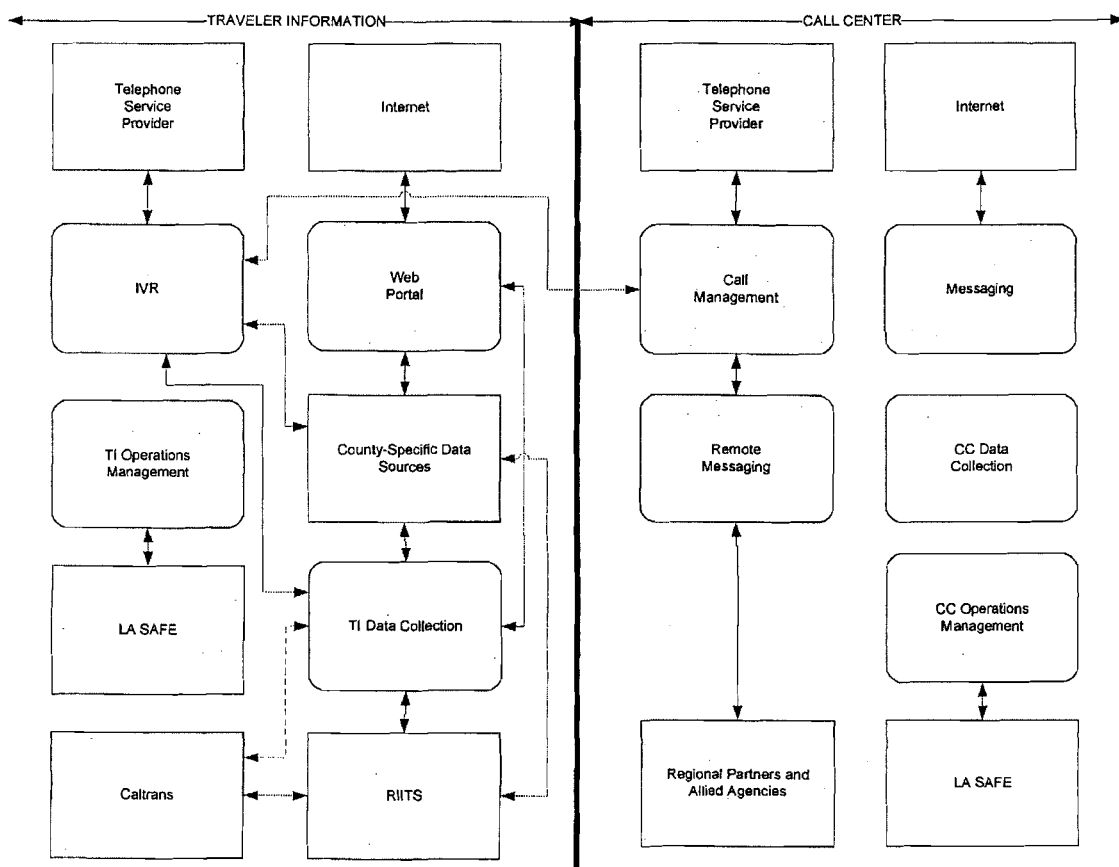 TRAVELER INFORMATION
CALL CENTER
Telephone
Service
Provider
Internet
Telephone
Service
Provider
Internet
IVR
Web
Portal
Call
Management
Messaging
TI Operations
Management
County-Specific Data
Sources
Remote
Messaging
CC Data
Collection
LA SAFE
TI Data Collection
CC Operations
Management
Caltrans
RIITS
Regional Partners and
Allied Agencies
LA SAFE